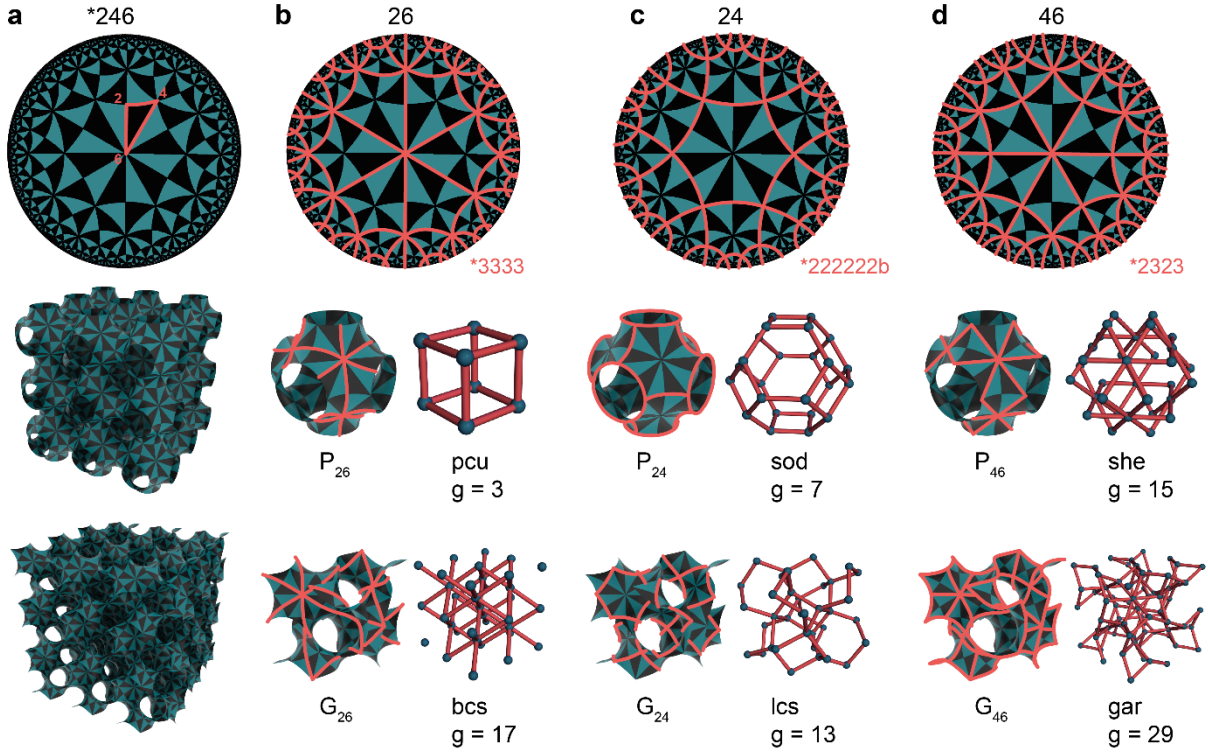 a *246 b 26 c 24 d 46
2 4
6
*3333 *222222b *2323
P26 pcu P24 sod P46 she
g = 3 g = 7 g = 15
G26 bcs G24 lcs G46 gar
g = 17 g = 13 g = 29